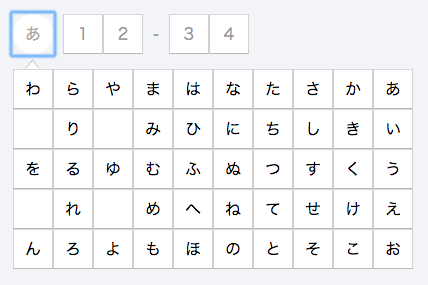 あ 1 2 - 3 4
わ ら や ま は な た さ か あ
り み ひ に ち し き い
を る ゆ む ふ ぬ つ す く う
れ め へ ね て せ け え
ん ろ よ も ほ の と そ こ お